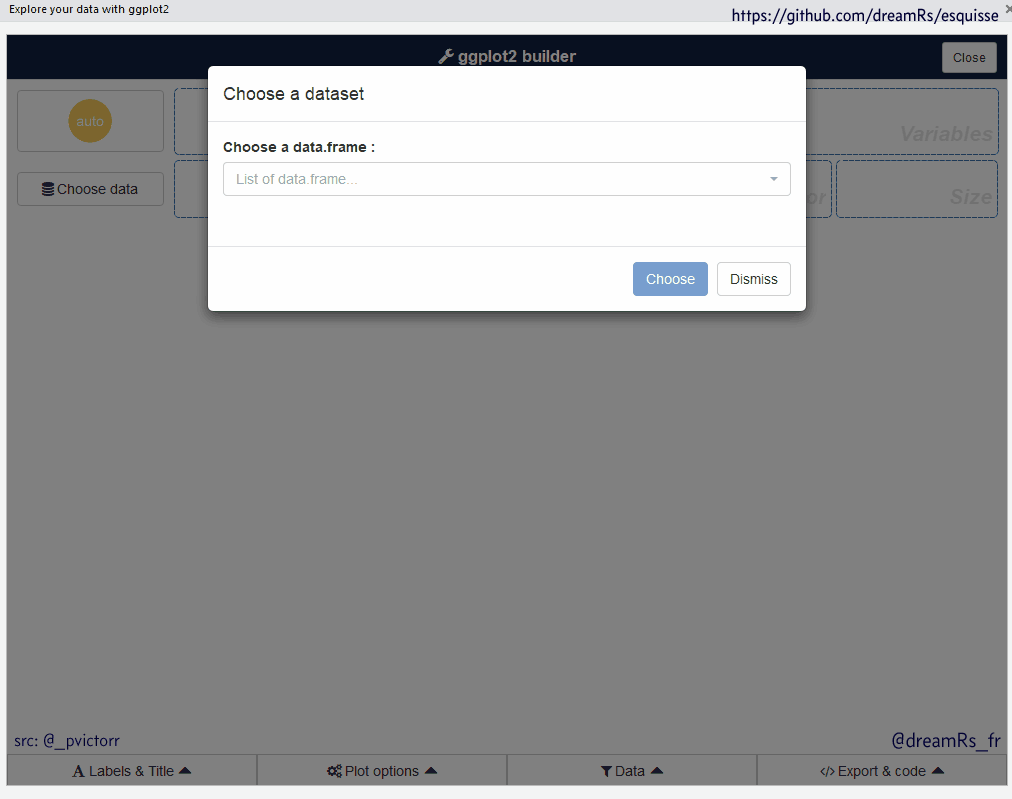 Explore your data with ggplot2
https://github.com/dreamRs/esquisse
ggplot2 builder
Close
Choose a dataset
auto
Variables
Choose a data.frame :
List of data.frame...
Choose data
or
Size
Choose
Dismiss
src: @_pvictorr
@dreamRs_fr
Labels & Title
Plot options
Data
</> Export & code